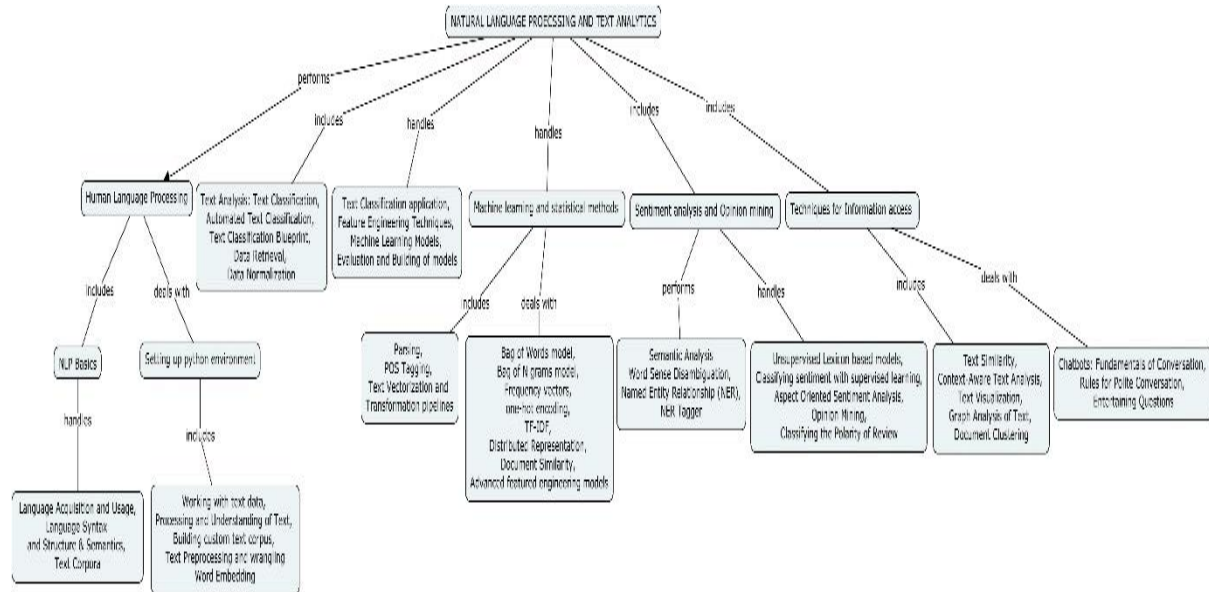 NATURAL LANGUAGE PROECSSING AND TEXT ANALYTICS
performs
includes
handles
handles
includes
includes
Human Language Processing
Text Analysis: Text Classification,
Automated Text Classification,
Text Classification Blueprint,
Data Retrieval,
Data Normalization
Text Classification application,
Feature Engineering Techniques,
Machine Learning Models,
Evaluation and Building of models
Machine learning and statistical methods
Sentiment analysis and Opinion mining
Techniques for Information access
includes
deals with
includes
deals with
performs
handles
includes
deals with
NLP Basics
Setting up python environment
Parsing,
POS Tagging,
Text Vectorization and
Transformation pipelines
Bag of Words model,
Bag of N grams model,
Frequency vectors,
one-hot encoding,
TF-IDF,
Distributed Representation,
Document Similarity,
Advanced featured engineering models
Semantic Analysis
Word Sense Disambiguation,
Named Entity Relationship (NER),
NER Tagger
Unsupervised Lexicon based models,
Classifying sentiment with supervised learning,
Aspect Oriented Sentiment Analysis,
Opinion Mining,
Classifying the Polarity of Review
Text Similarity,
Context-Aware Text Analysis,
Text Visualization,
Graph Analysis of Text,
Document Clustering
Chatbots: Fundamentals of Conversation,
Rules for Polite Conversation,
Entertaining Questions
handles
includes
Language Acquisition and Usage,
Language Syntax
and Structure & Semantics,
Text Corpora
Working with text data,
Processing and Understanding of Text,
Building custom text corpus,
Text Preprocessing and wrangling
Word Embedding